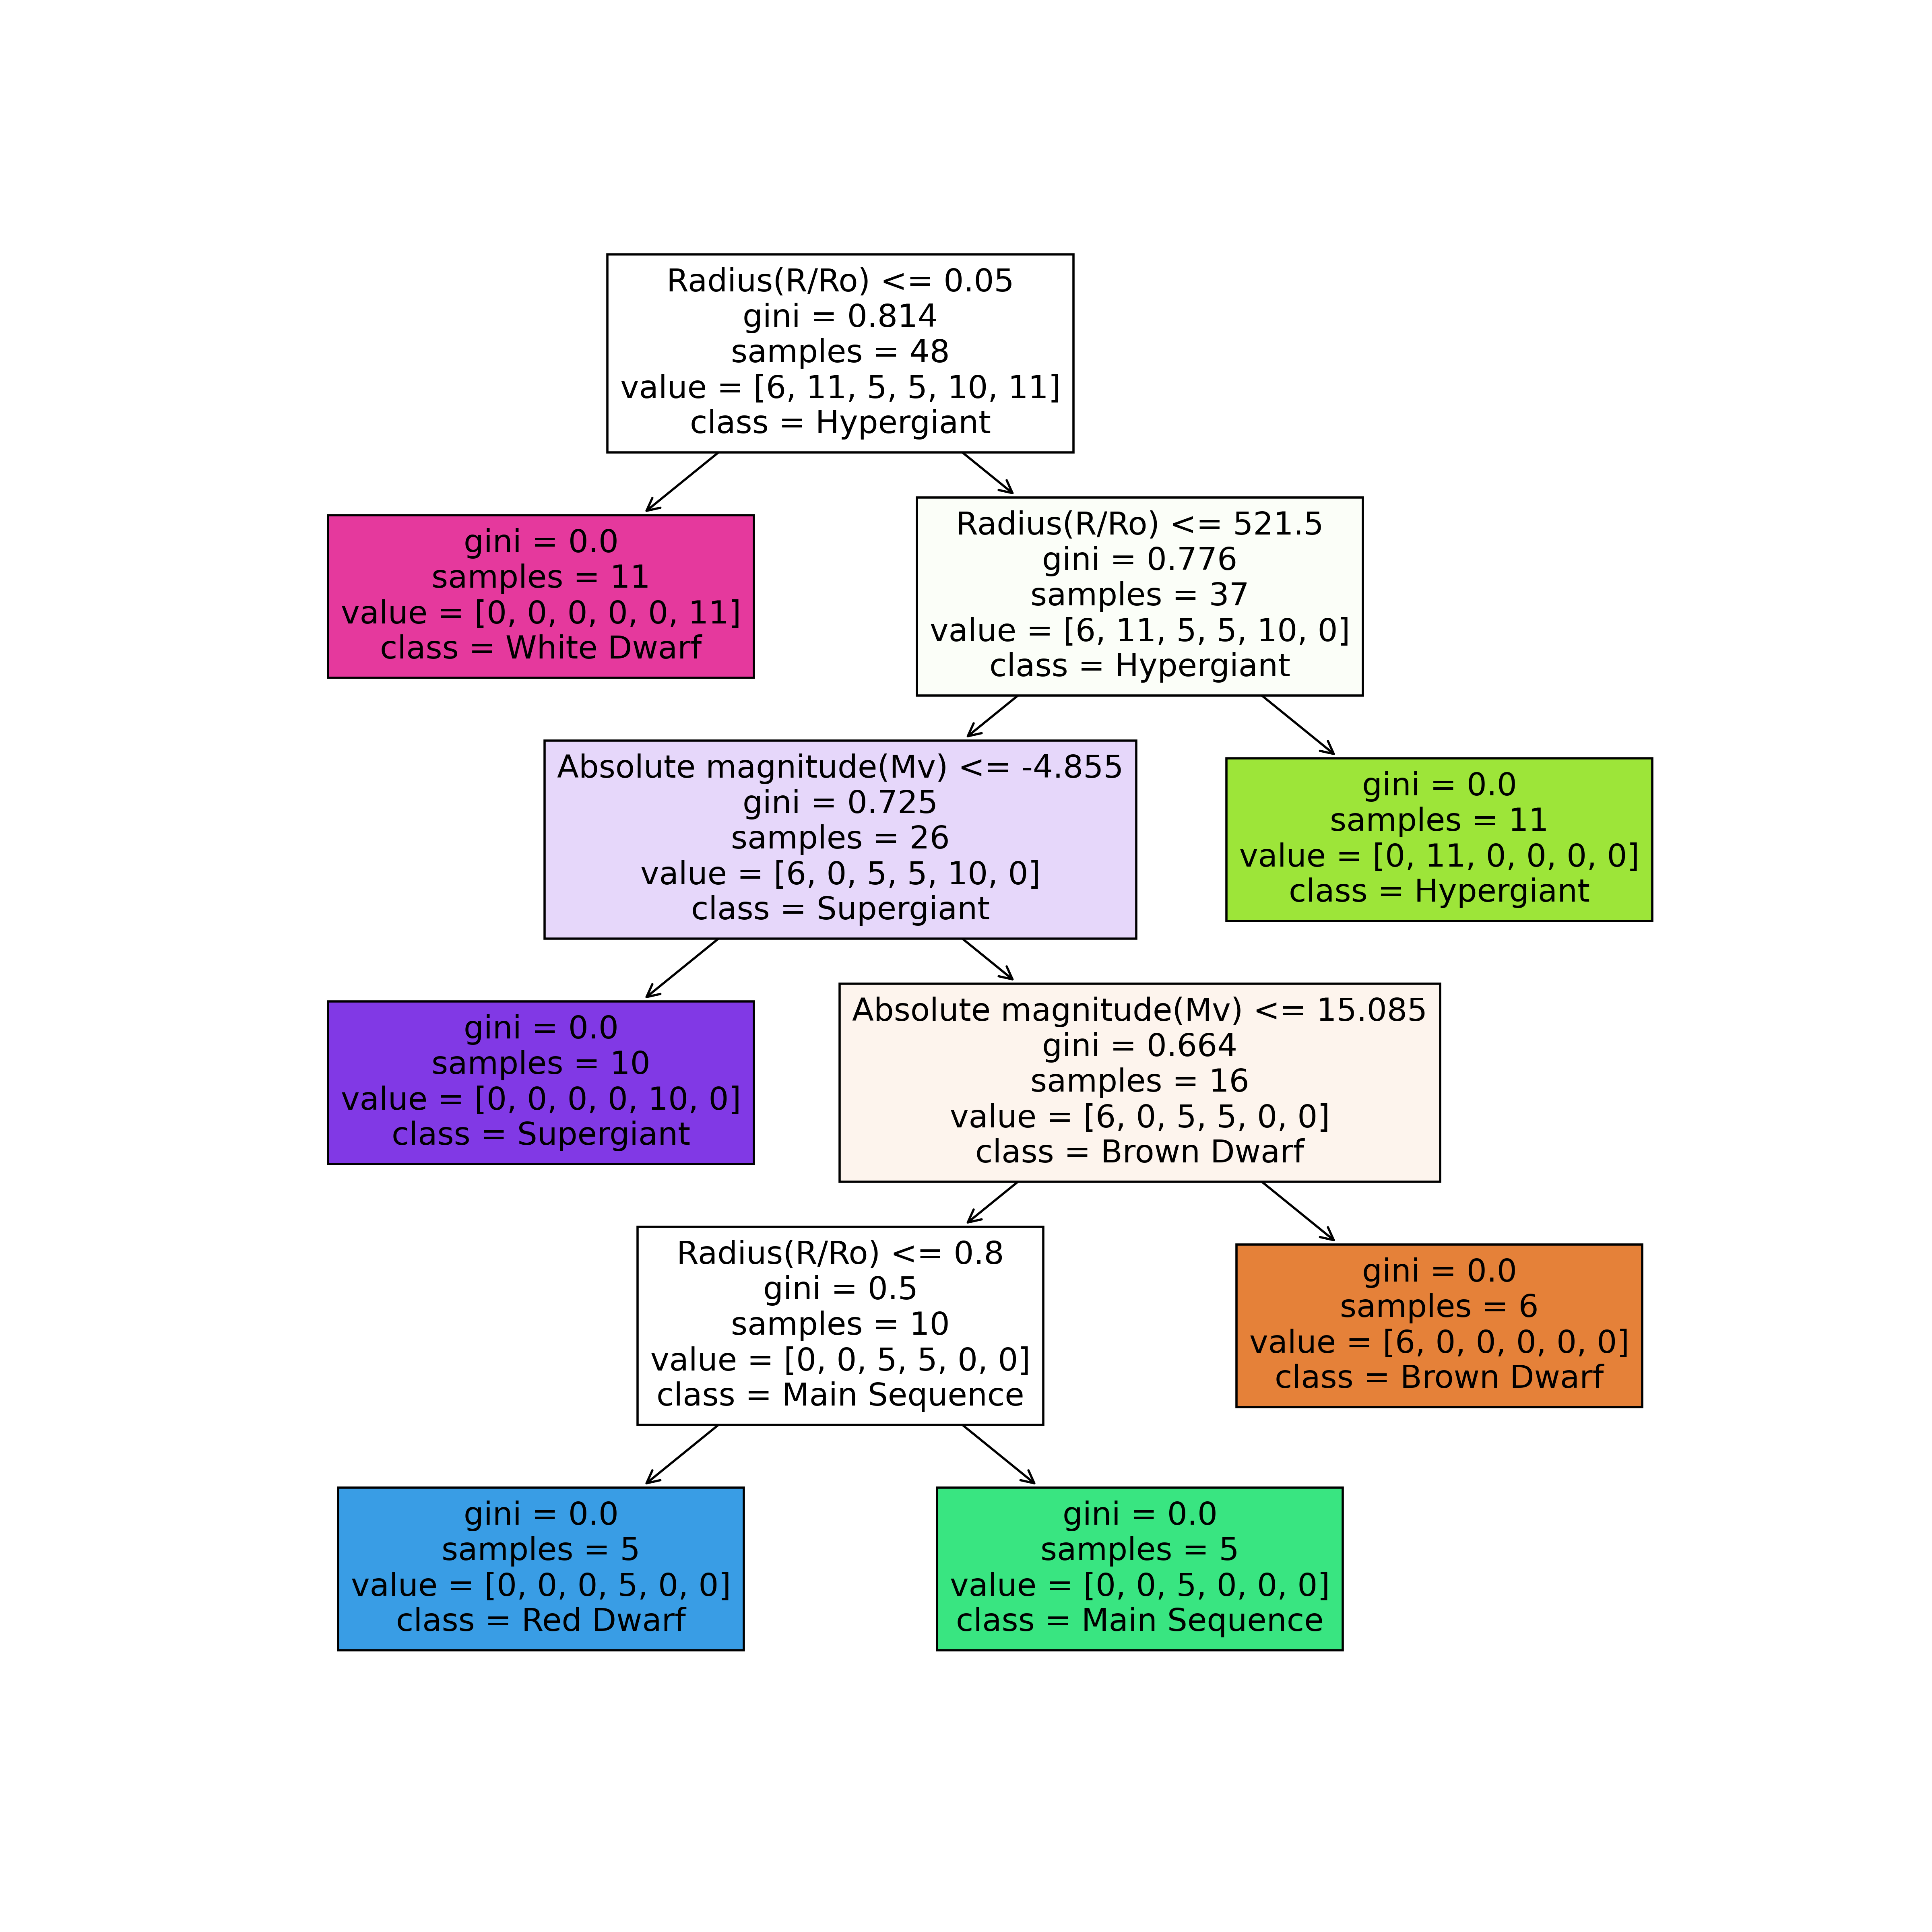 Radius(R/Ro) <= 0.05
gini = 0.814
samples = 48
value = [6, 11, 5, 5, 10, 11]
class = Hypergiant
gini = 0.0
samples = 11
value = [0, 0, 0, 0, 0, 11]
class = White Dwarf
Radius(R/Ro) <= 521.5
gini = 0.776
samples = 37
value = [6, 11, 5, 5, 10, 0]
class = Hypergiant
Absolute magnitude(Mv) <= -4.855
gini = 0.725
samples = 26
value = [6, 0, 5, 5, 10, 0]
class = Supergiant
gini = 0.0
samples = 11
value = [0, 11, 0, 0, 0, 0]
class = Hypergiant
gini = 0.0
samples = 10
value = [0, 0, 0, 0, 10, 0]
class = Supergiant
Absolute magnitude(Mv) <= 15.085
gini = 0.664
samples = 16
value = [6, 0, 5, 5, 0, 0]
class = Brown Dwarf
Radius(R/Ro) <= 0.8
gini = 0.5
samples = 10
value = [0, 0, 5, 5, 0, 0]
class = Main Sequence
gini = 0.0
samples = 6
value = [6, 0, 0, 0, 0, 0]
class = Brown Dwarf
gini = 0.0
samples = 5
value = [0, 0, 0, 5, 0, 0]
class = Red Dwarf
gini = 0.0
samples = 5
value = [0, 0, 5, 0, 0, 0]
class = Main Sequence